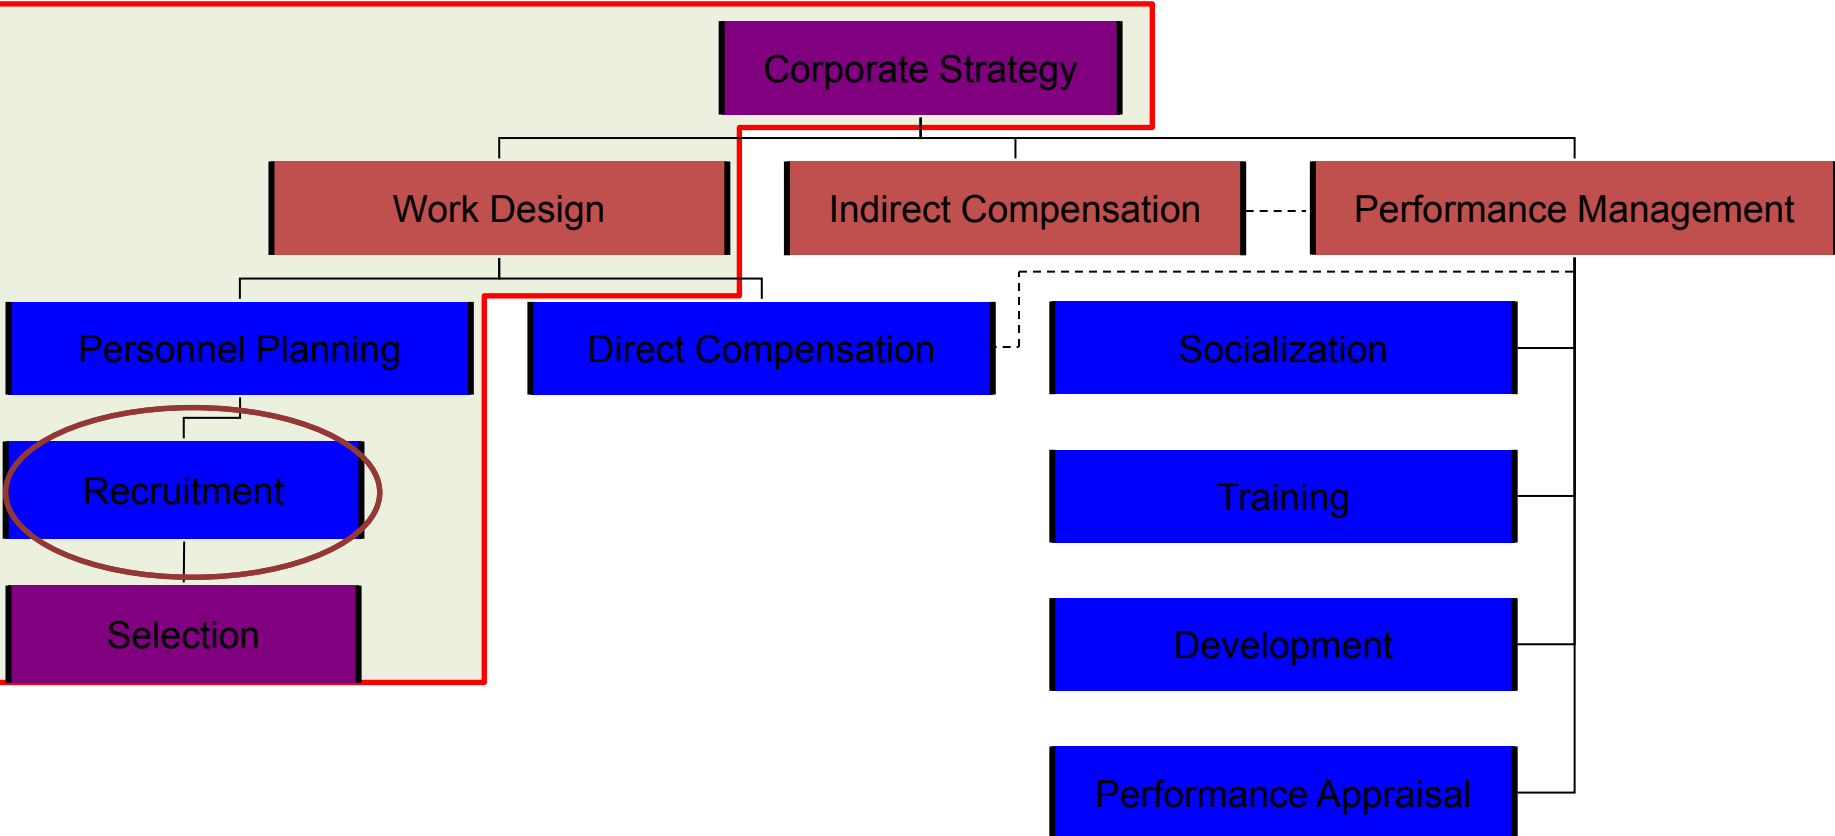 Corporate Strategy
Work Design
Indirect Compensation
Performance Management
Personnel Planning
Direct Compensation
Socialization
Recruitment
Training
Selection
Development
Performance Appraisal